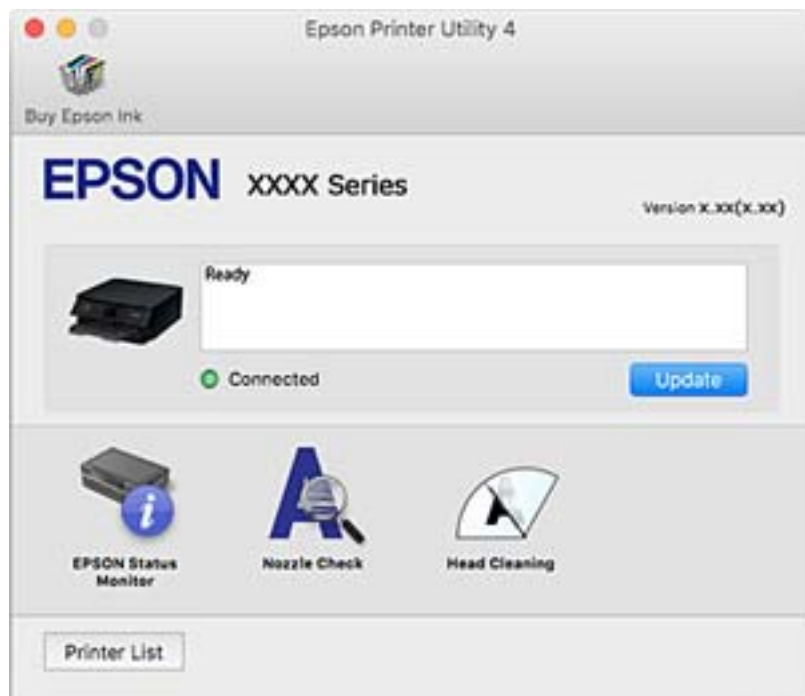 Epson Printer Utility 4
Buy Epson Ink
EPSON XXXX Series
Version X.XX(X.XX)
Ready
Connected
Update
EPSON Status
Monitor
Nozzle Check
Head Cleaning
Printer List